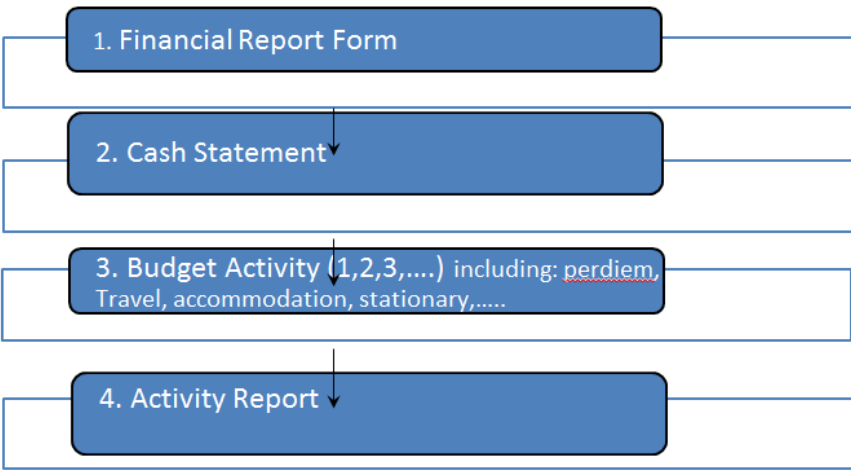 1. Financial Report Form
2. Cash Statement
3. Budget Activity (1,2,3,....) including: perdiem,
Travel, accommodation, stationary,.....
4. Activity Report